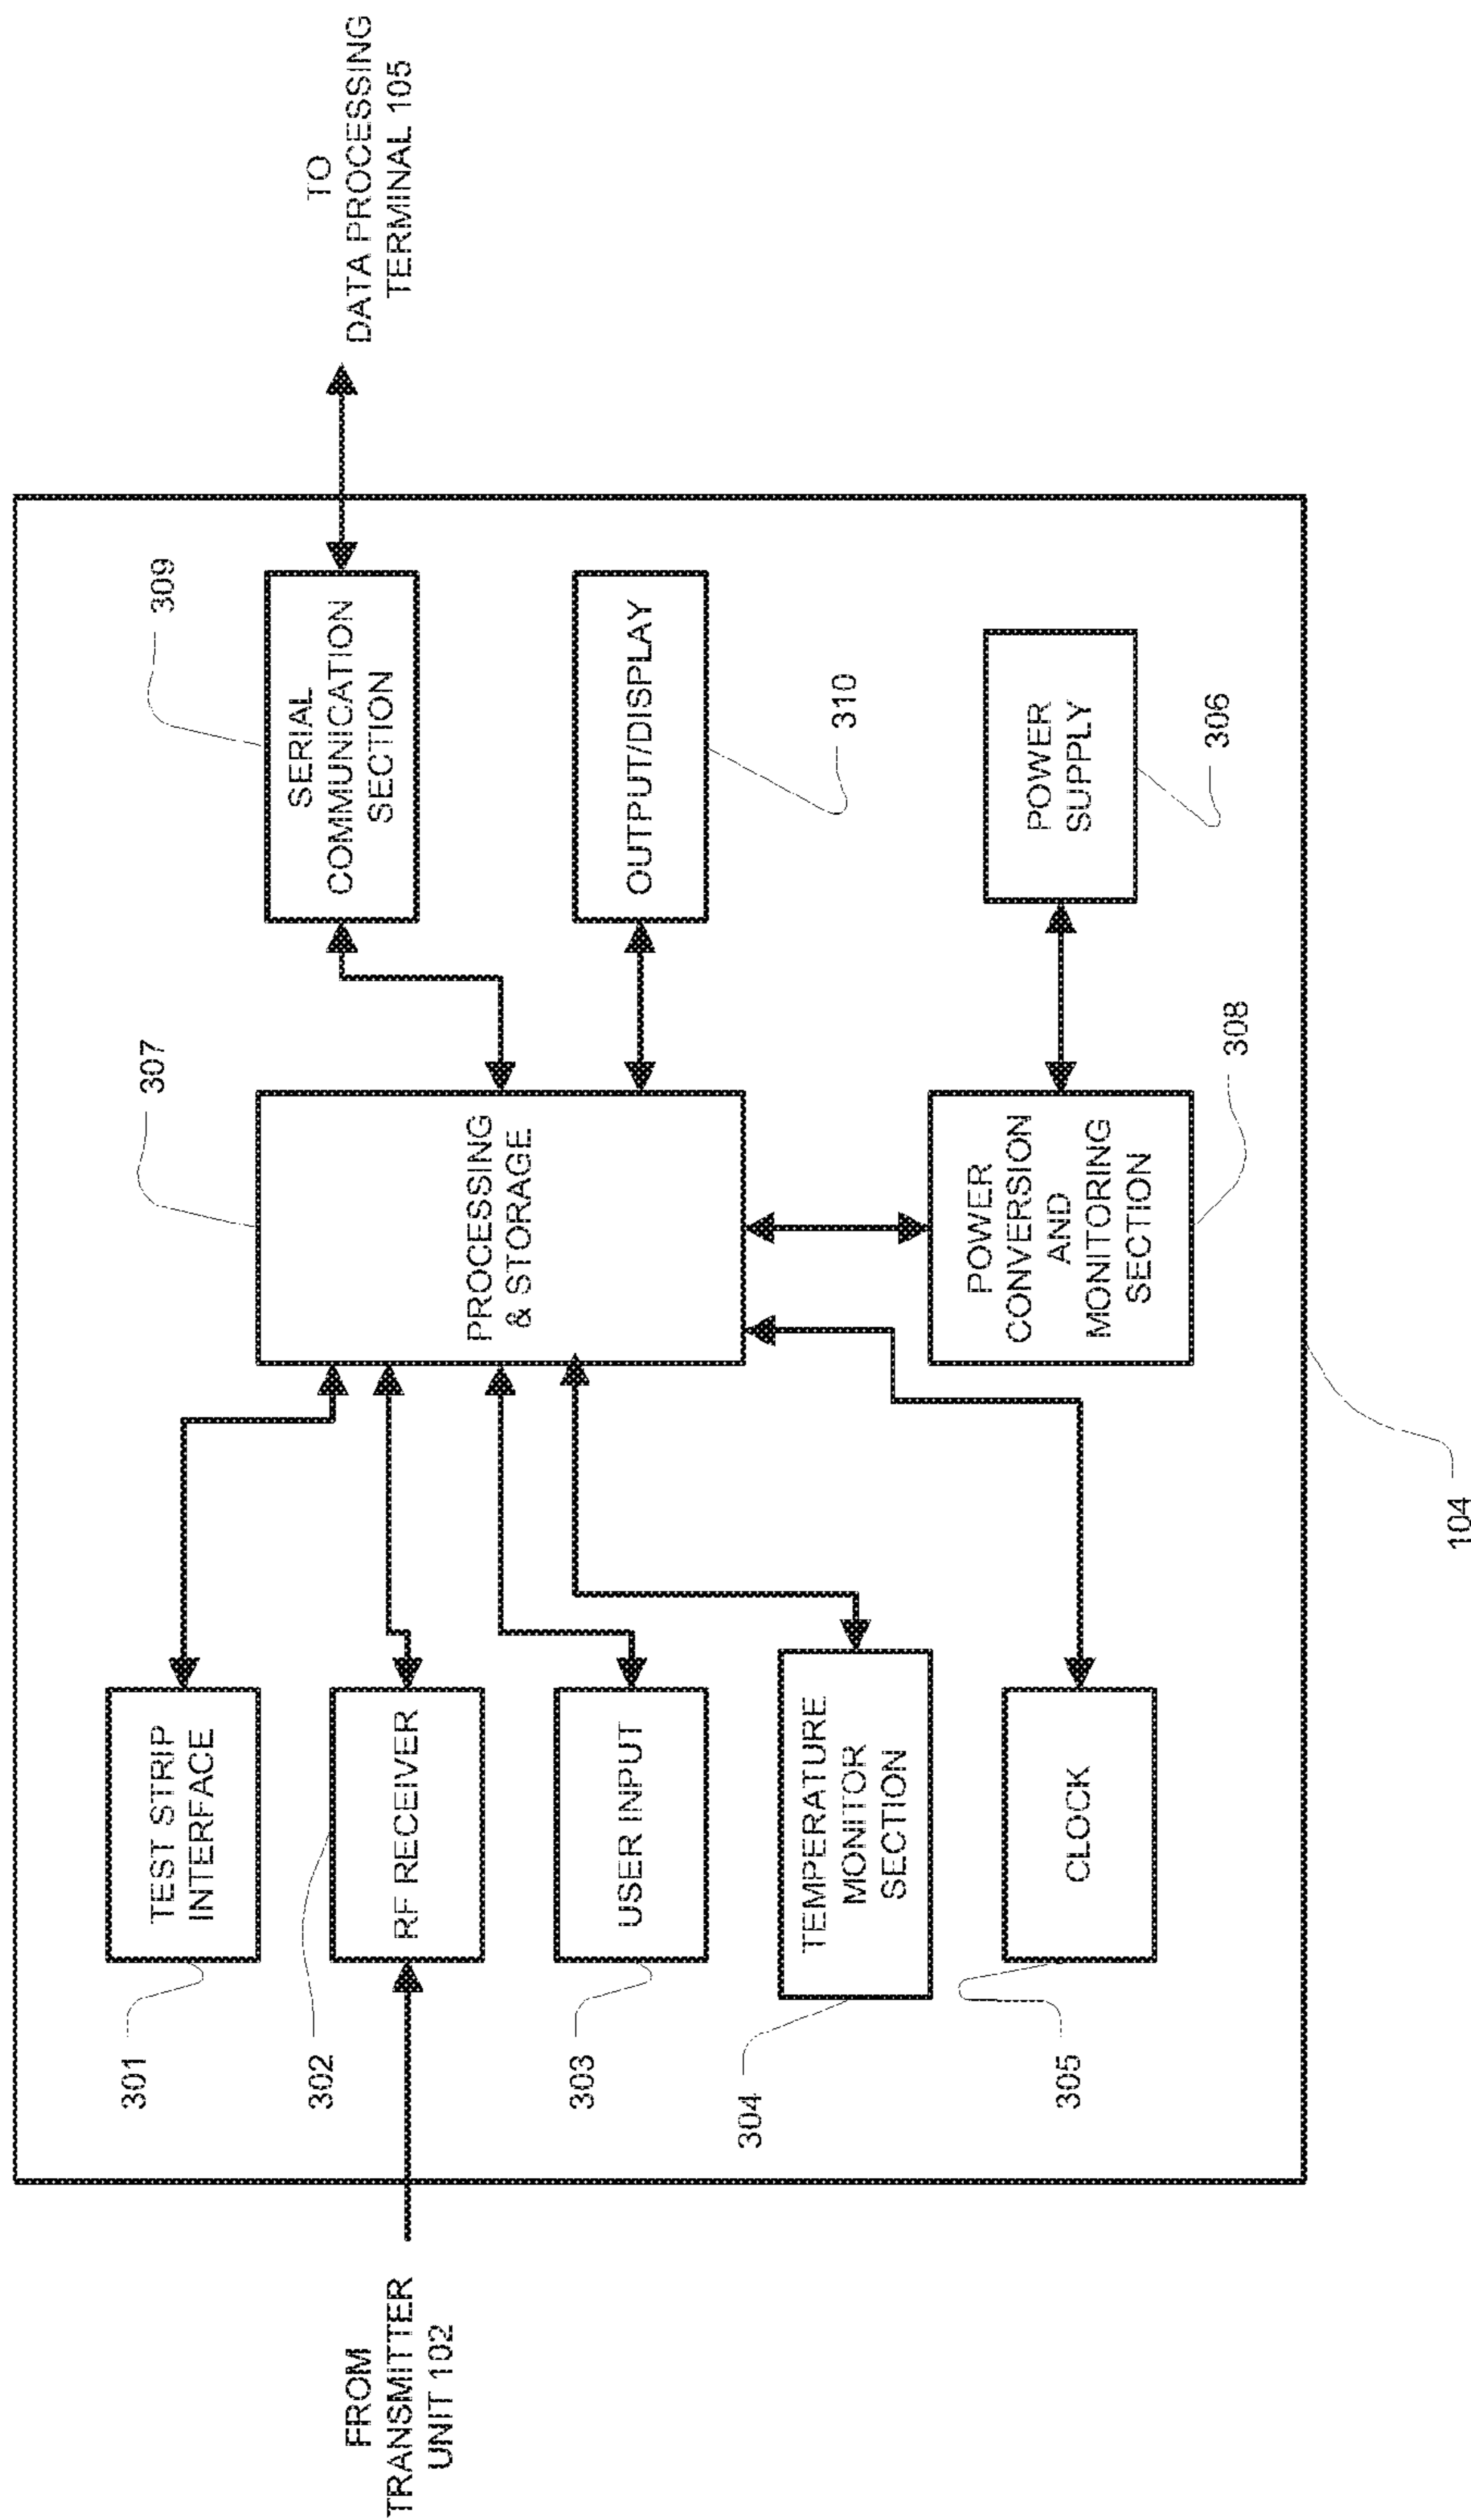 FROM
TRANSMITTER
UNIT 102
301
TEST STRIP
INTERFACE
302
RF RECEIVER
303
USER INPUT
304
TEMPERATURE
MONITOR
SECTION
305
CLOCK
307
PROCESSING
& STORAGE
308
POWER
CONVERSION
AND
MONITORING
SECTION
309
SERIAL
COMMUNICATION
SECTION
310
OUTPUT/DISPLAY
306
POWER
SUPPLY
104
TO
DATA PROCESSING
TERMINAL 105